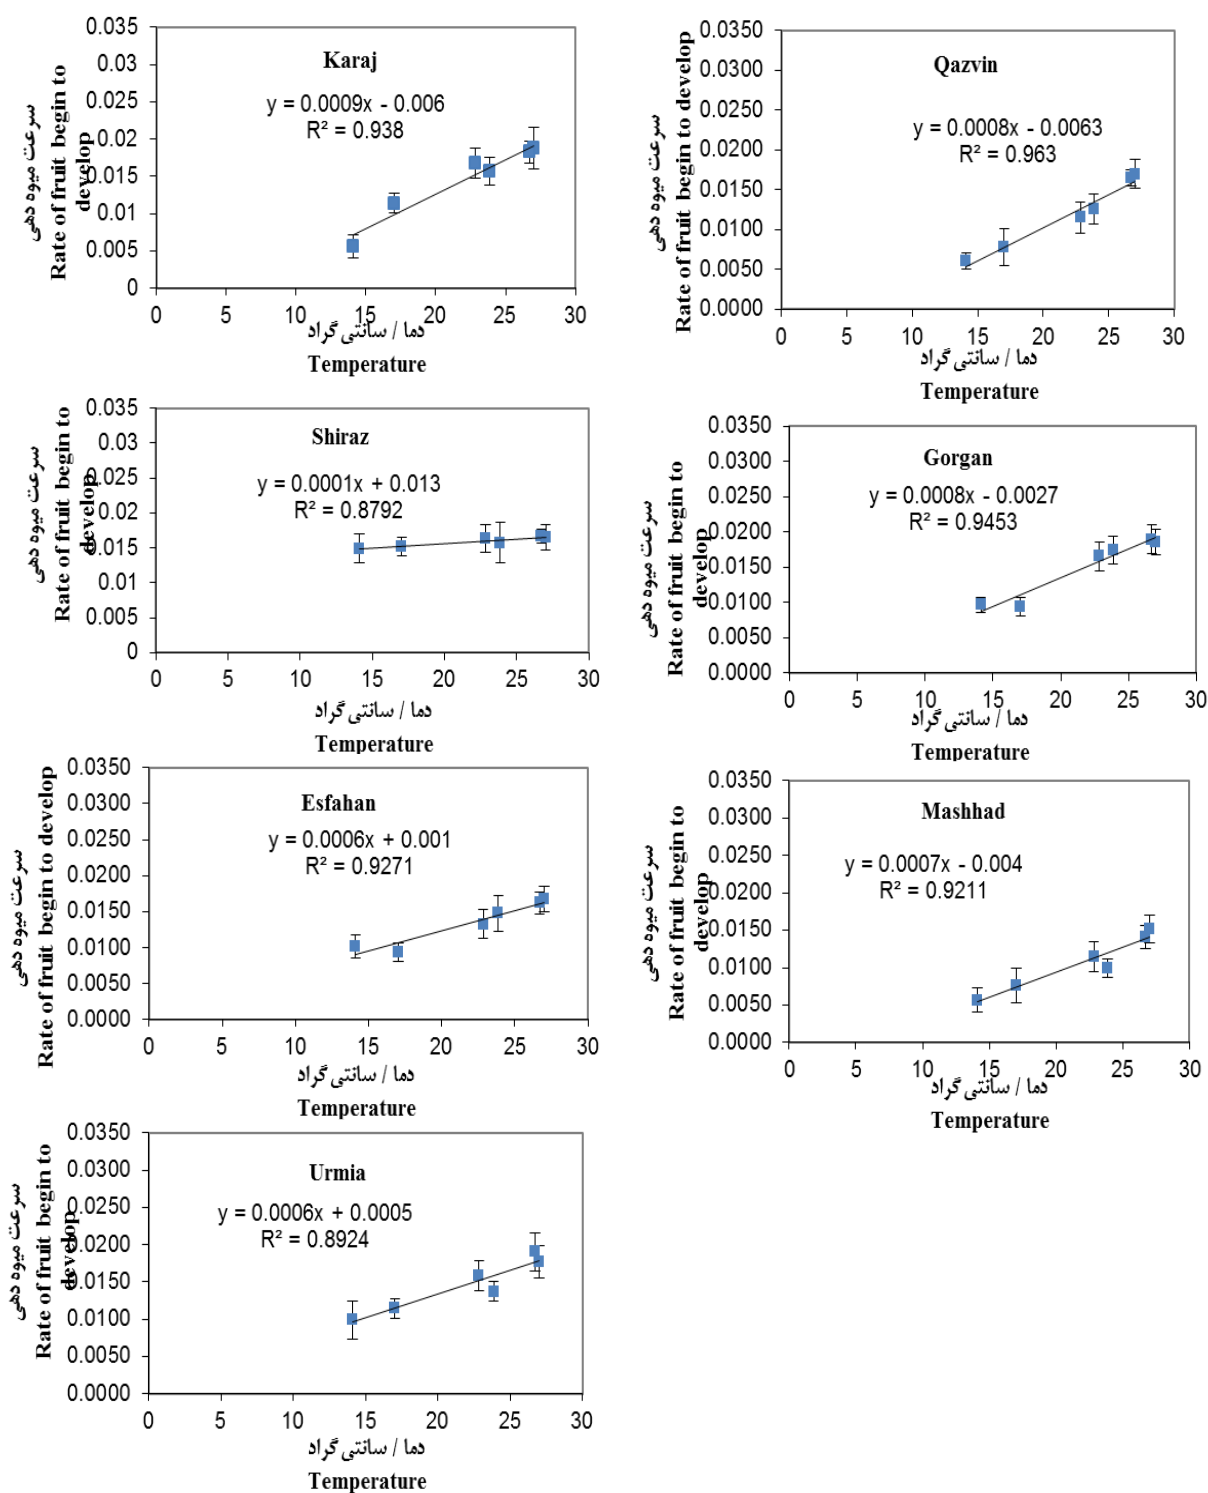 Karaj
y = 0.0009x - 0.006
R² = 0.938
0.035
0.03
0.025
0.02
0.015
0.01
0.005
0
0 5 10 15 20 25 30
سرعت میوه دهی
Rate of fruit begin to
develop
دما / سانتی‌گراد
Temperature
Qazvin
y = 0.0008x - 0.0063
R² = 0.963
0.0350
0.0300
0.0250
0.0200
0.0150
0.0100
0.0050
0.0000
0 5 10 15 20 25 30
سرعت میوه دهی
Rate of fruit begin to develop
دما / سانتی‌گراد
Temperature
Shiraz
y = 0.0001x + 0.013
R² = 0.8792
0.035
0.03
0.025
0.02
0.015
0.01
0.005
0
0 5 10 15 20 25 30
سرعت میوه دهی
Rate of fruit begin to
develop
دما / سانتی‌گراد
Temperature
Gorgan
y = 0.0008x - 0.0027
R² = 0.9453
0.0350
0.0300
0.0250
0.0200
0.0150
0.0100
0.0050
0.0000
0 5 10 15 20 25 30
سرعت میوه دهی
Rate of fruit begin to
develop
دما / سانتی‌گراد
Temperature
Esfahan
y = 0.0006x + 0.001
R² = 0.9271
0.0350
0.0300
0.0250
0.0200
0.0150
0.0100
0.0050
0.0000
0 5 10 15 20 25 30
سرعت میوه دهی
Rate of fruit begin to develop
دما / سانتی‌گراد
Temperature
Mashhad
y = 0.0007x - 0.004
R² = 0.9211
0.0350
0.0300
0.0250
0.0200
0.0150
0.0100
0.0050
0.0000
0 5 10 15 20 25 30
سرعت میوه دهی
Rate of fruit begin to
develop
دما / سانتی‌گراد
Temperature
Urmia
y = 0.0006x + 0.0005
R² = 0.8924
0.0350
0.0300
0.0250
0.0200
0.0150
0.0100
0.0050
0.0000
0 5 10 15 20 25 30
سرعت میوه دهی
Rate of fruit begin to
develop
دما / سانتی‌گراد
Temperature